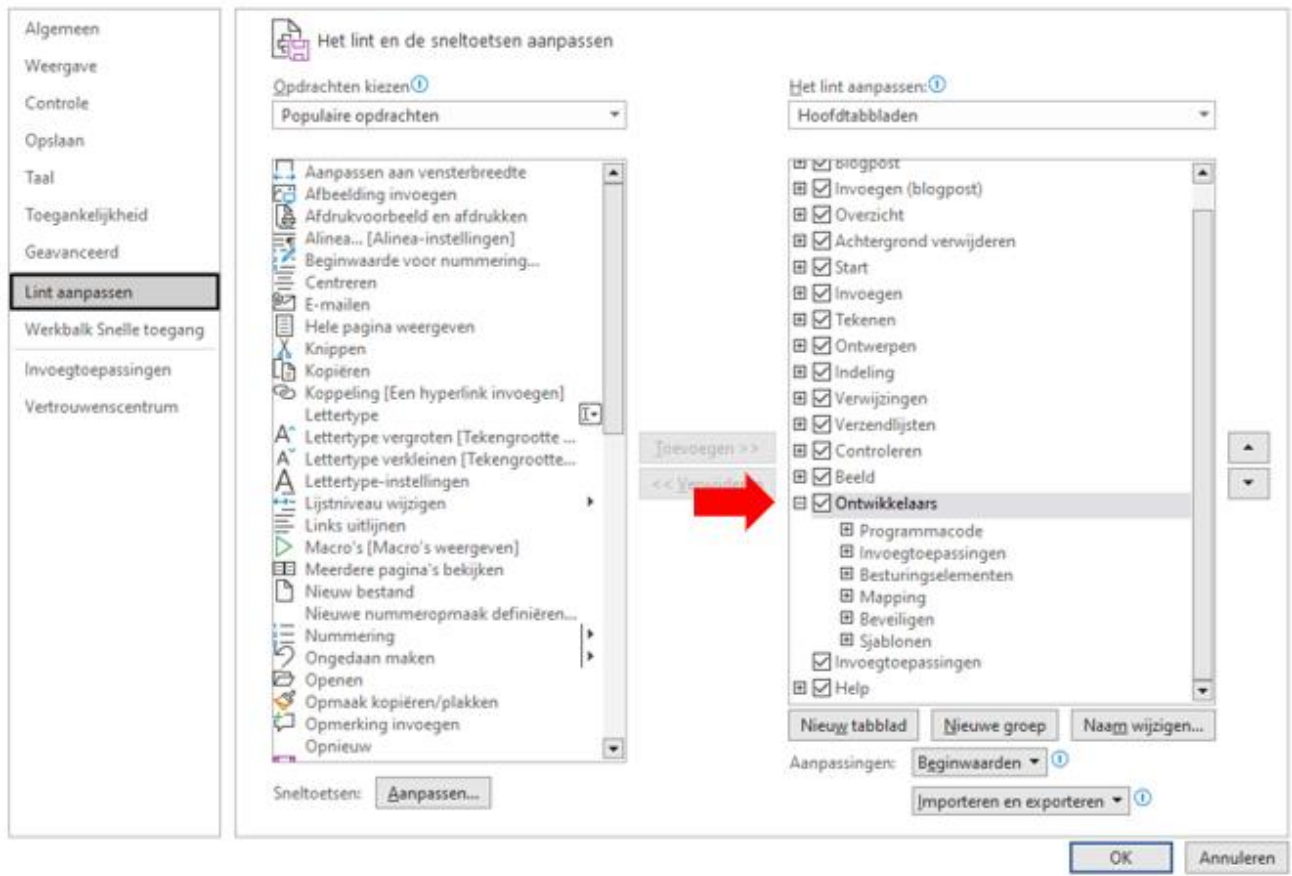 Algemeen
Weergave
Controle
Opslaan
Taal
Toegankelijkheid
Geavanceerd
Lint aanpassen
Werkbalk Snelle toegang
Invoegtoepassingen
Vertrouwenscentrum
Het lint en de sneltoetsen aanpassen
Opdrachten kiezen
Populaire opdrachten
Aanpassen aan vensterbreedte
Afbeelding invoegen
Afdrukvoorbeeld en afdrukken
Alinea... [Alinea-instellingen]
Beginwaarde voor nummering...
Centreren
E-mailen
Hele pagina weergeven
Knippen
Kopiëren
Koppeling [Een hyperlink invoegen]
Lettertype
Lettertype vergroten [Tekengrootte ...
Lettertype verkleinen [Tekengrootte...
Lettertype-instellingen
Lijstniveau wijzigen
Links uitlijnen
Macro's [Macro's weergeven]
Meerdere pagina's bekijken
Nieuw bestand
Nieuwe nummeropmaak definiëren...
Nummering
Ongedaan maken
Openen
Opmaak kopiëren/plakken
Opmerking invoegen
Opnieuw
Sneltoetsen: Aanpassen...
Toevoegen >>
<<
Het lint aanpassen:
Hoofdtabbladen
Blogpost
Invoegen (blogpost)
Overzicht
Achtergrond verwijderen
Start
Invoegen
Tekenen
Ontwerpen
Indeling
Verwijzingen
Verzendlijsten
Controleren
Beeld
Ontwikkelaars
Programmacode
Invoegtoepassingen
Besturingselementen
Mapping
Beveiligen
Sjablonen
Invoegtoepassingen
Help
Nieuw tabblad Nieuwe groep Naam wijzigen...
Aanpassingen: Beginwaarden
Importeren en exporteren
OK Annuleren